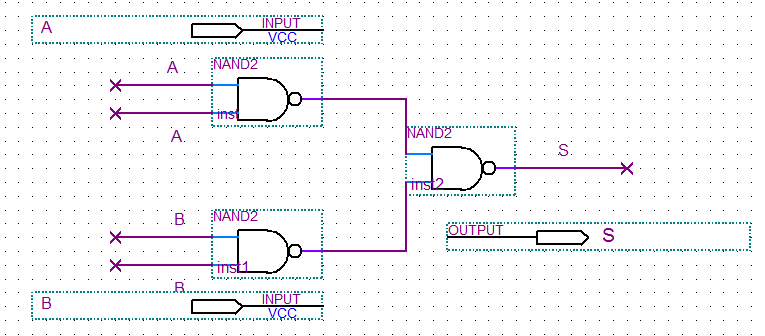 A
INPUT
VCC
A
NAND2
inst
A
NAND2
inst2
S
B
NAND2
inst1
OUTPUT
S
B
B
INPUT
VCC